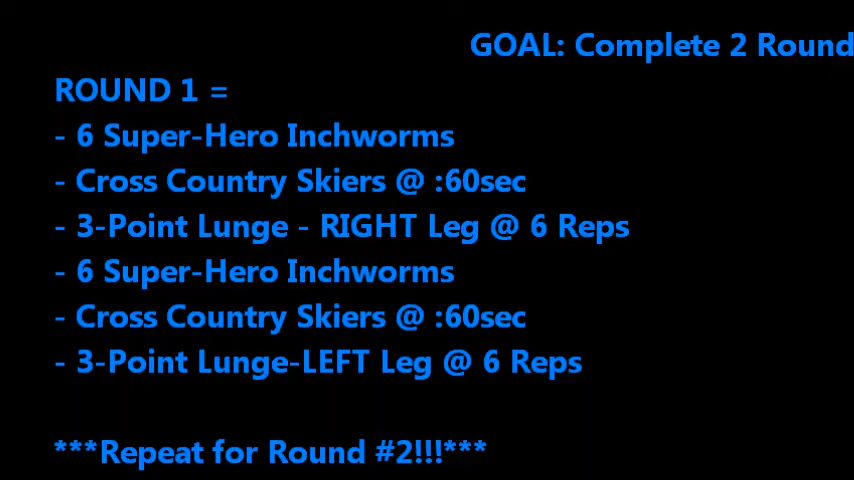 GOAL: Complete 2 Round
ROUND 1 =
- 6 Super-Hero Inchworms
- Cross Country Skiers @ :60sec
- 3-Point Lunge - RIGHT Leg @ 6 Reps
- 6 Super-Hero Inchworms
- Cross Country Skiers @ :60sec
- 3-Point Lunge-LEFT Leg @ 6 Reps
***Repeat for Round #2!!!***